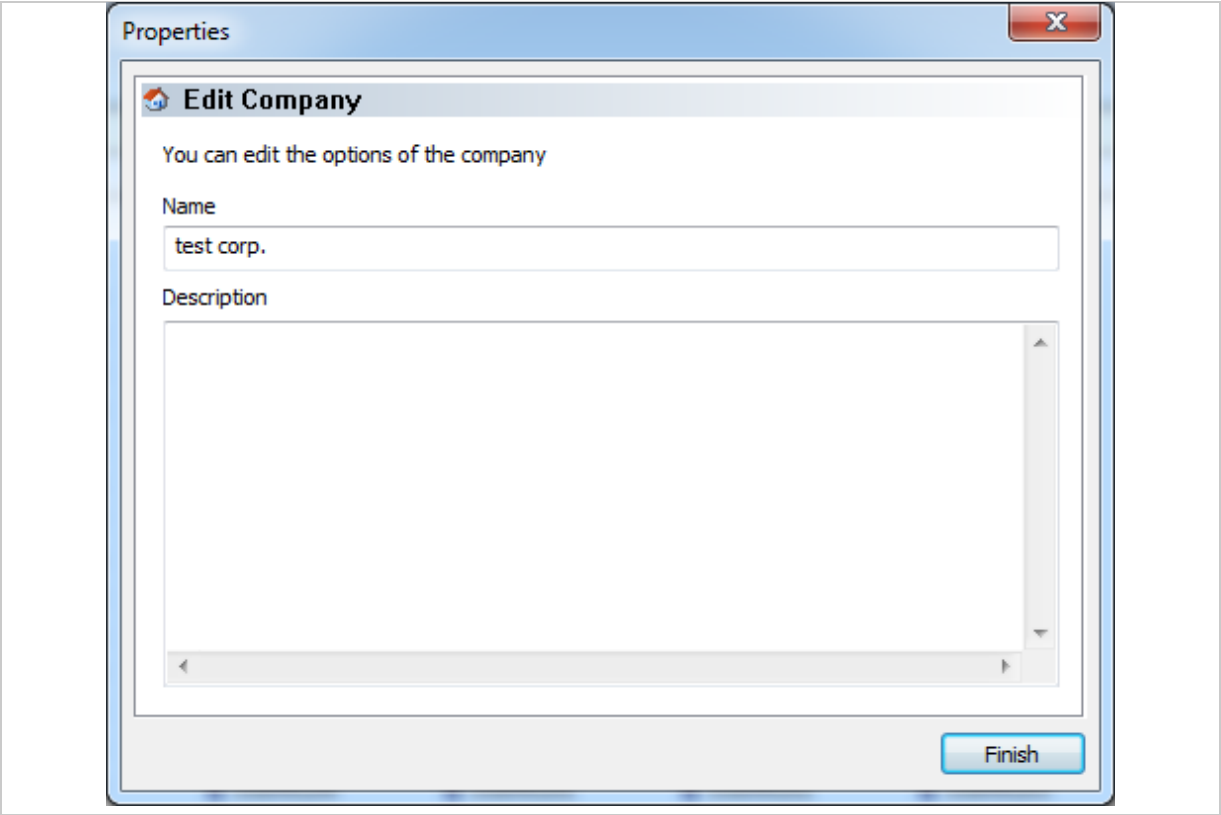 Properties
Edit Company
You can edit the options of the company
Name
test corp.
Description
Finish